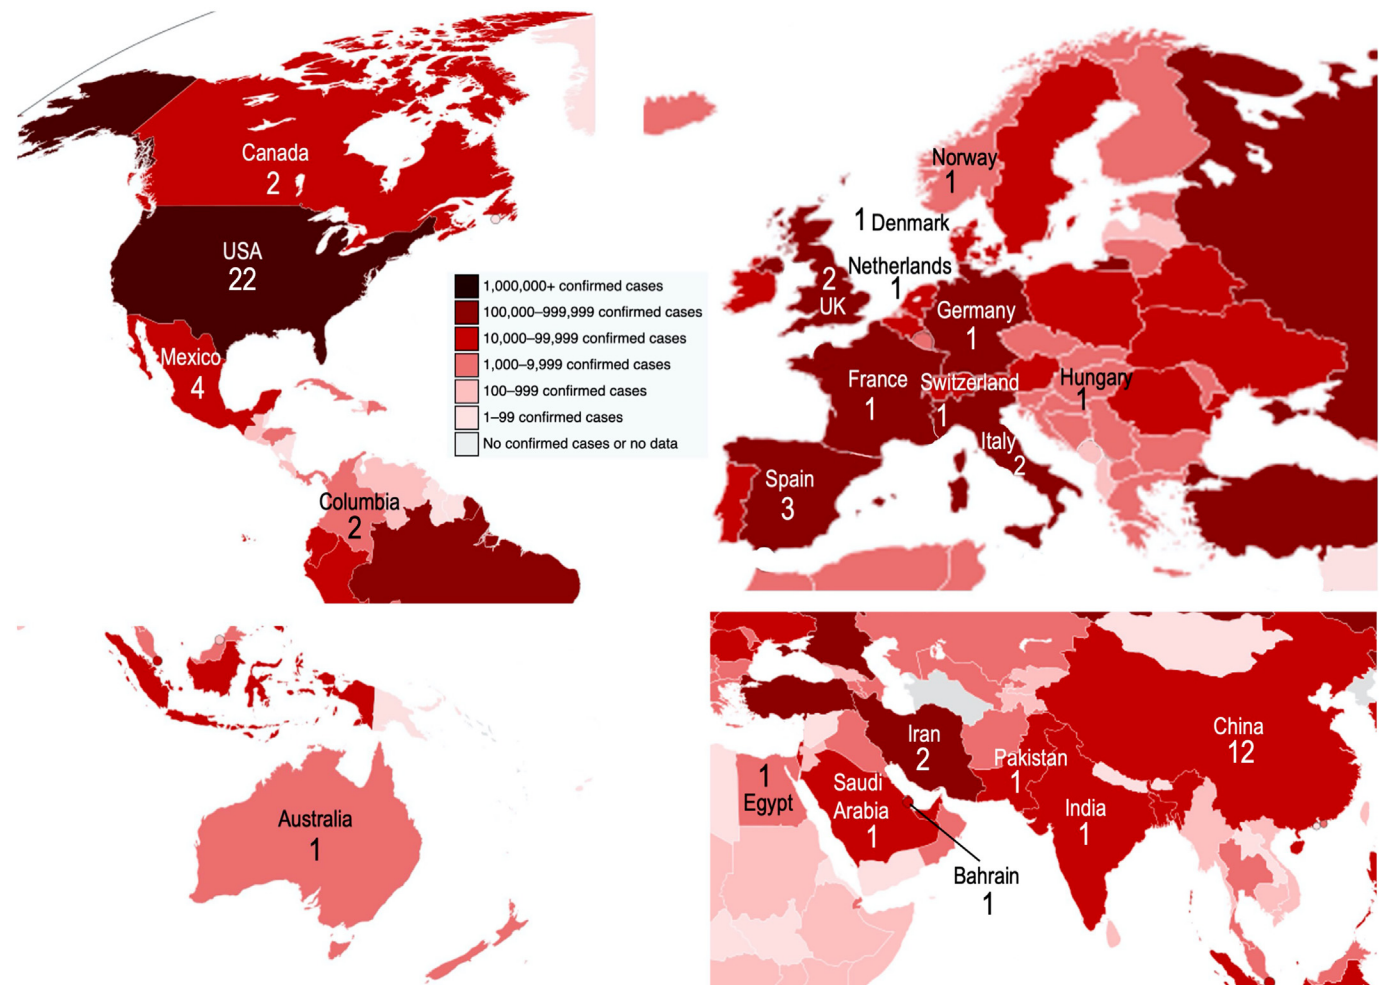 Canada
2
USA
22
Mexico
4
Columbia
2
1,000,000+ confirmed cases
100,000–999,999 confirmed cases
10,000–99,999 confirmed cases
1,000–9,999 confirmed cases
100–999 confirmed cases
1–99 confirmed cases
No confirmed cases or no data
Norway
1
1 Denmark
Netherlands
1
2
UK
Germany
1
France
1
Switzerland
1
Hungary
1
Italy
2
Spain
3
Australia
1
1
Egypt
Saudi
Arabia
1
Iran
2
Pakistan
1
India
1
China
12
Bahrain
1